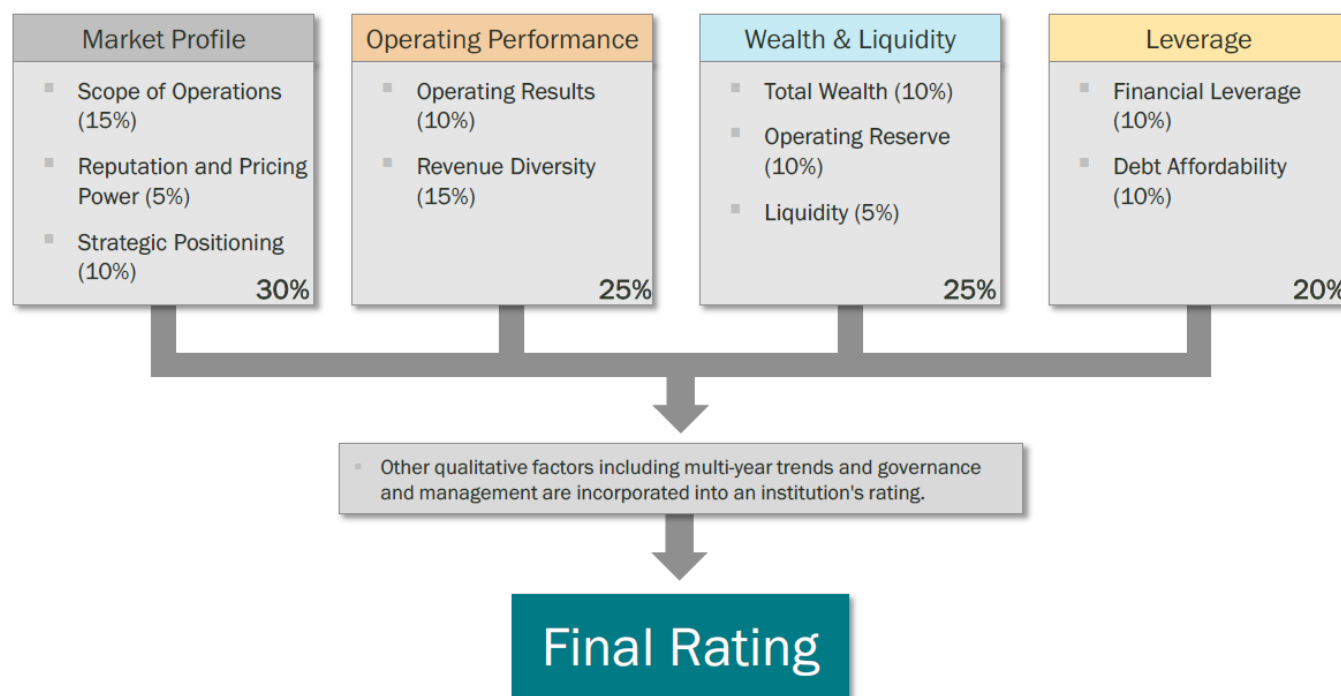 Market Profile
▪ Scope of Operations
(15%)
▪ Reputation and Pricing
Power (5%)
▪ Strategic Positioning
(10%)
30%
Operating Performance
▪ Operating Results
(10%)
▪ Revenue Diversity
(15%)
25%
Wealth & Liquidity
▪ Total Wealth (10%)
▪ Operating Reserve
(10%)
▪ Liquidity (5%)
25%
Leverage
▪ Financial Leverage
(10%)
▪ Debt Affordability
(10%)
20%
▪ Other qualitative factors including multi-year trends and governance
and management are incorporated into an institution's rating.
Final Rating